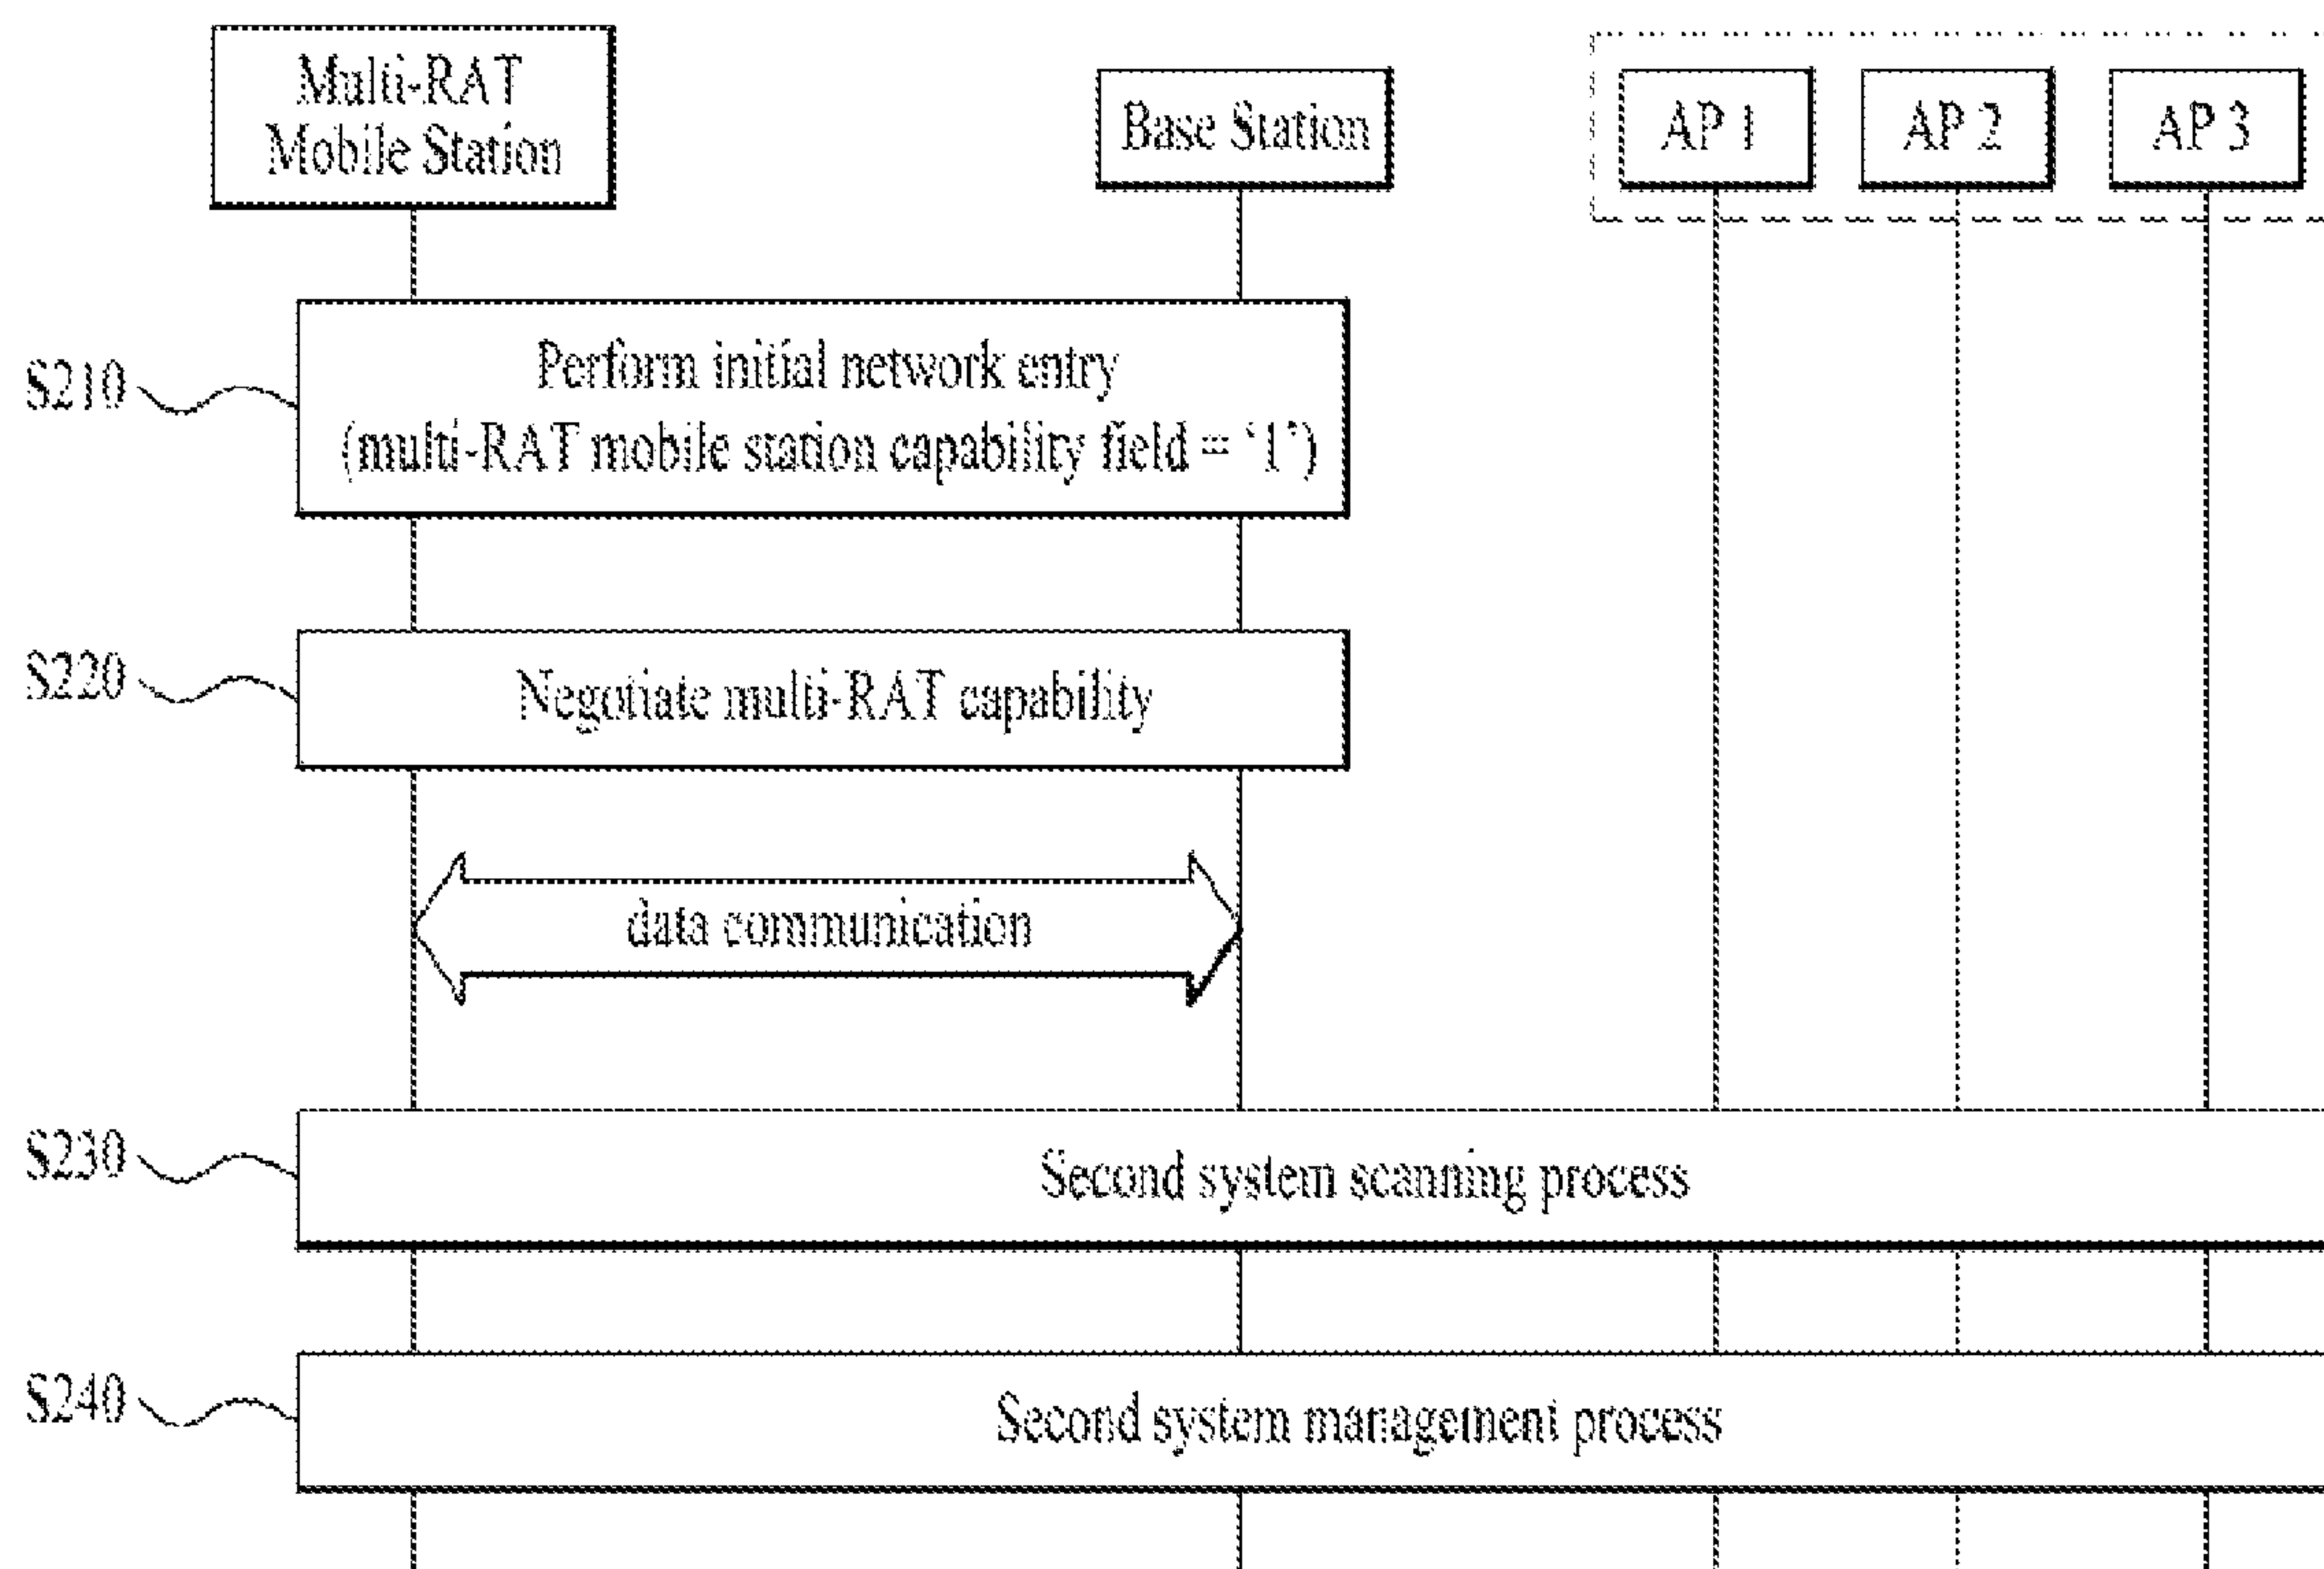 Multi-RAT
Mobile Station
Base Station
AP 1
AP 2
AP 3
S210
Perform initial network entry
(multi-RAT mobile station capability field = ‘1’)
S220
Negotiate multi-RAT capability
data communication
S230
Second system scanning process
S240
Second system management process